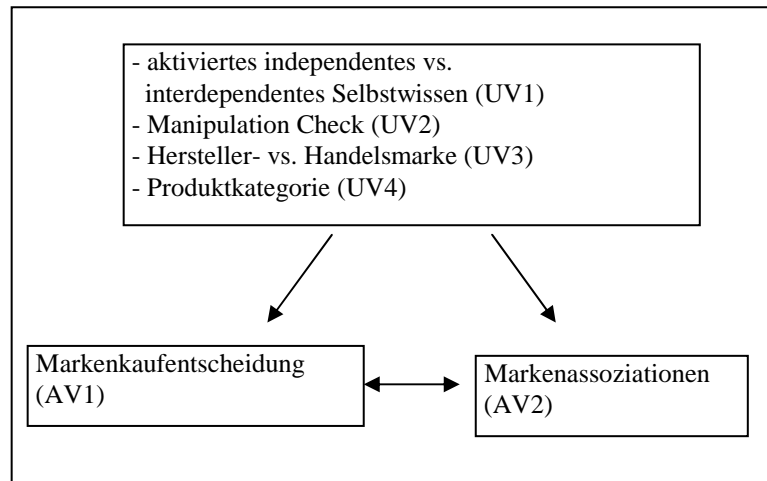 - aktiviertes independentes vs.
interdependentes Selbstwissen (UV1)
- Manipulation Check (UV2)
- Hersteller- vs. Handelsmarke (UV3)
- Produktkategorie (UV4)
Markenkaufentscheidung
(AV1)
Markenassoziationen
(AV2)